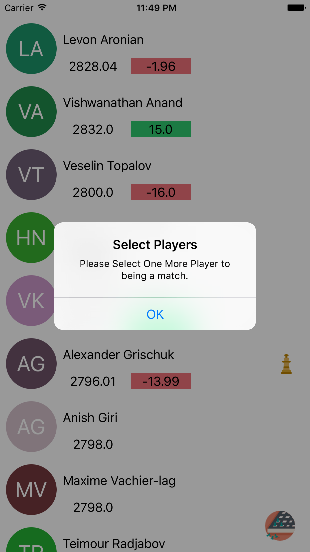 Carrier 11:49 PM
LA Levon Aronian
2828.04 -1.96
VA Vishwanathan Anand
2832.0 15.0
VT Veselin Topalov
2800.0 -16.0
HN
Select Players
Please Select One More Player to
being a match.
OK
VK
AG Alexander Grischuk
2796.01 -13.99
AG Anish Giri
2798.0
MV Maxime Vachier-lag
2798.0
TR Teimour Radjabov